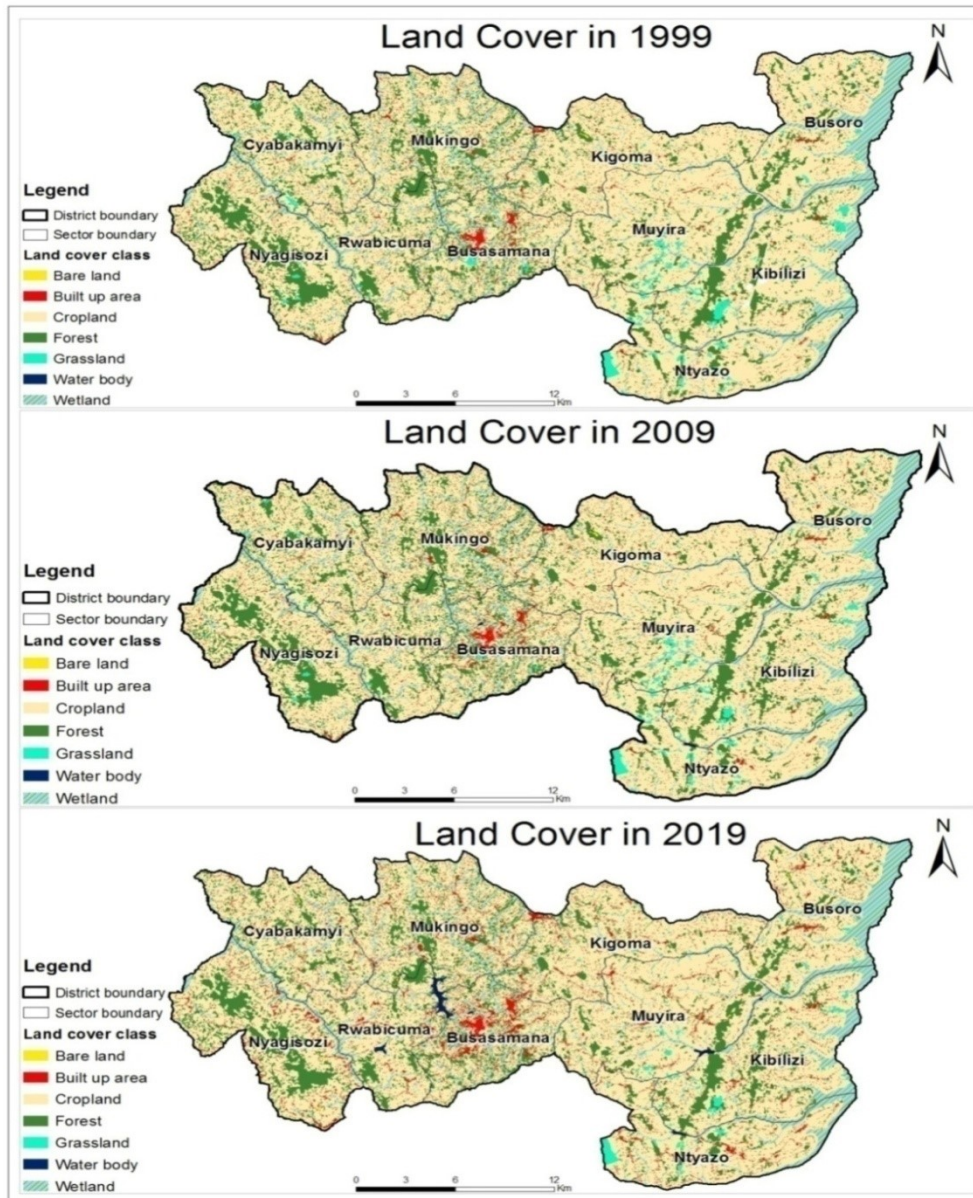 Land Cover in 1999
N
Busoro
Cyabakamyi
Mukingo
Kigoma
Legend
District boundary
Sector boundary
Land cover class
Bare land
Built up area
Cropland
Forest
Grassland
Water body
Wetland
Nyagisozi
Rwabicuma
Busasamana
Muyira
Kibilizi
Ntyazo
0 3 6 12
Km
Land Cover in 2009
N
Busoro
Cyabakamyi
Mukingo
Kigoma
Legend
District boundary
Sector boundary
Land cover class
Bare land
Built up area
Cropland
Forest
Grassland
Water body
Wetland
Nyagisozi
Rwabicuma
Busasamana
Muyira
Kibilizi
Ntyazo
0 3 6 12
Km
Land Cover in 2019
N
Busoro
Cyabakamyi
Mukingo
Kigoma
Legend
District boundary
Sector boundary
Land cover class
Bare land
Built up area
Cropland
Forest
Grassland
Water body
Wetland
Nyagisozi
Rwabicuma
Busasamana
Muyira
Kibilizi
Ntyazo
0 3 6 12
Km